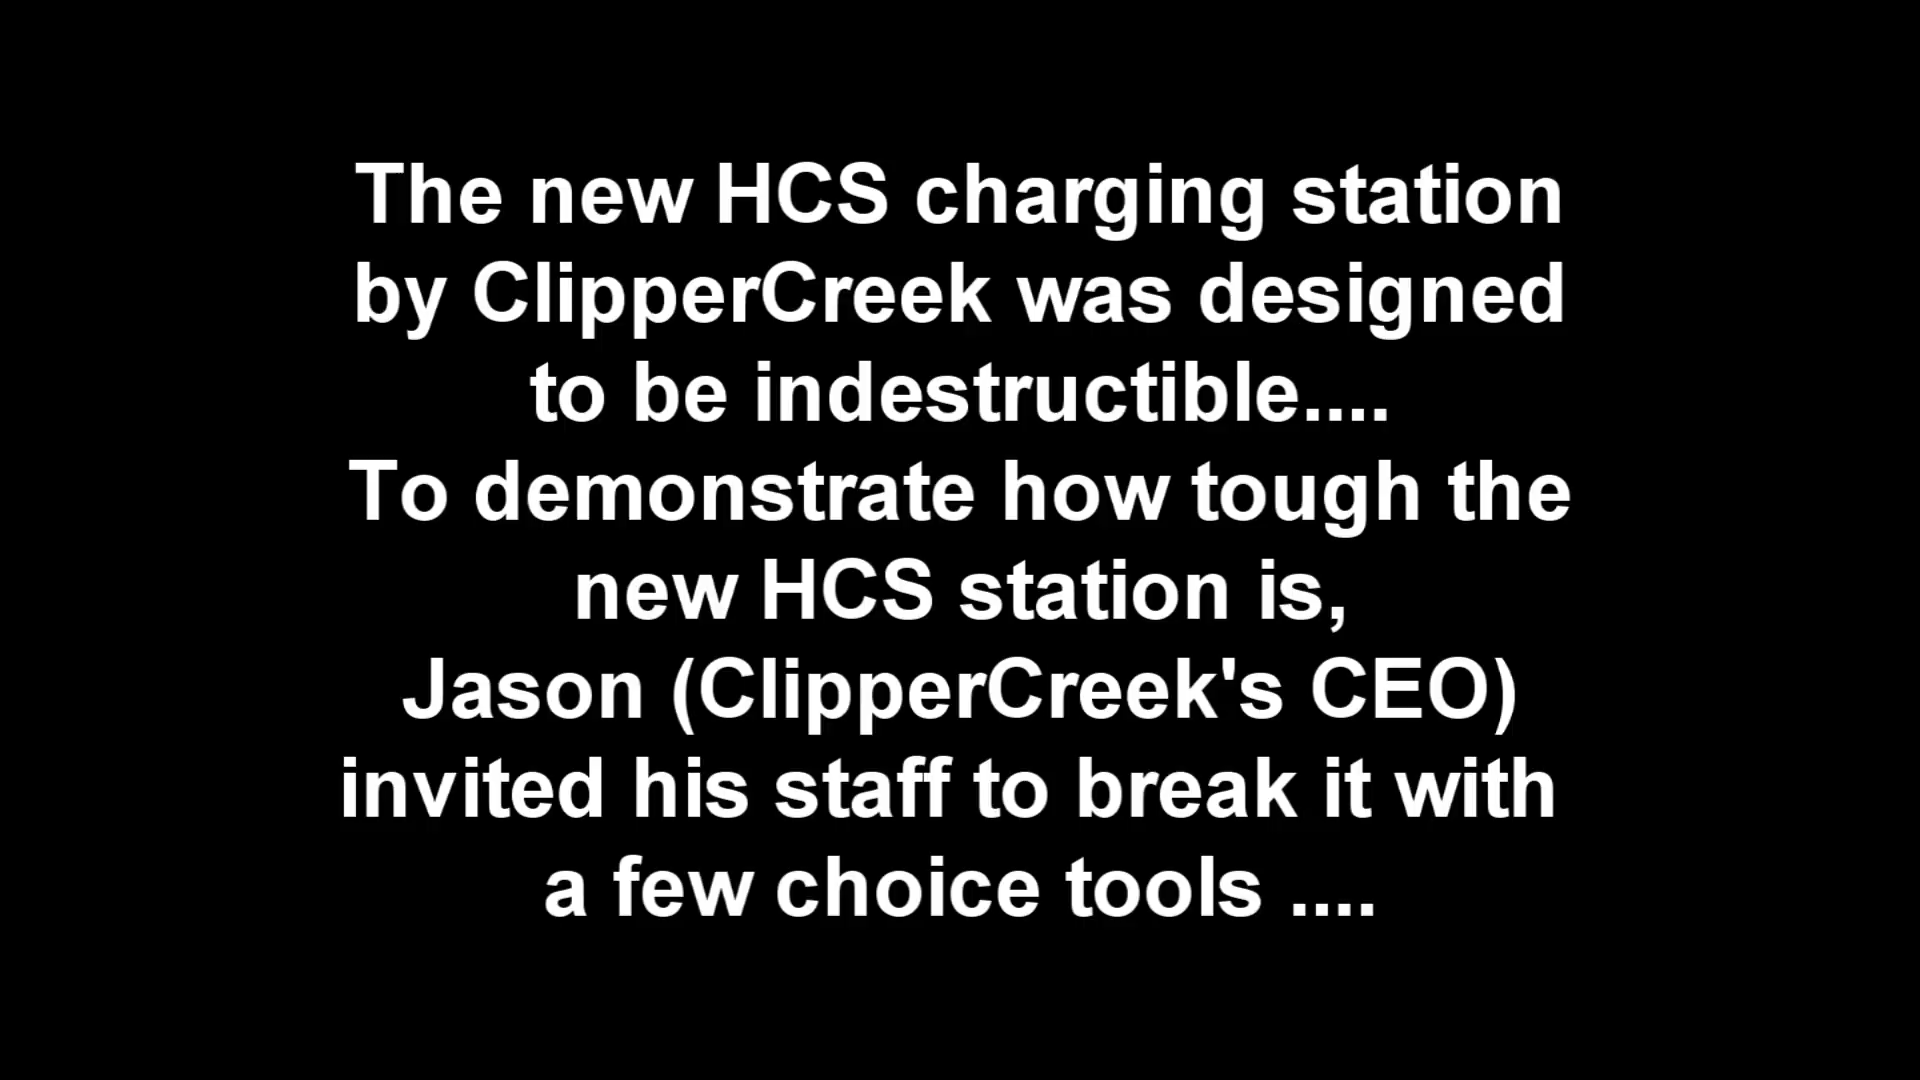 The new HCS charging station
by ClipperCreek was designed
to be indestructible....
To demonstrate how tough the
new HCS station is,
Jason (ClipperCreek's CEO)
invited his staff to break it with
a few choice tools ....